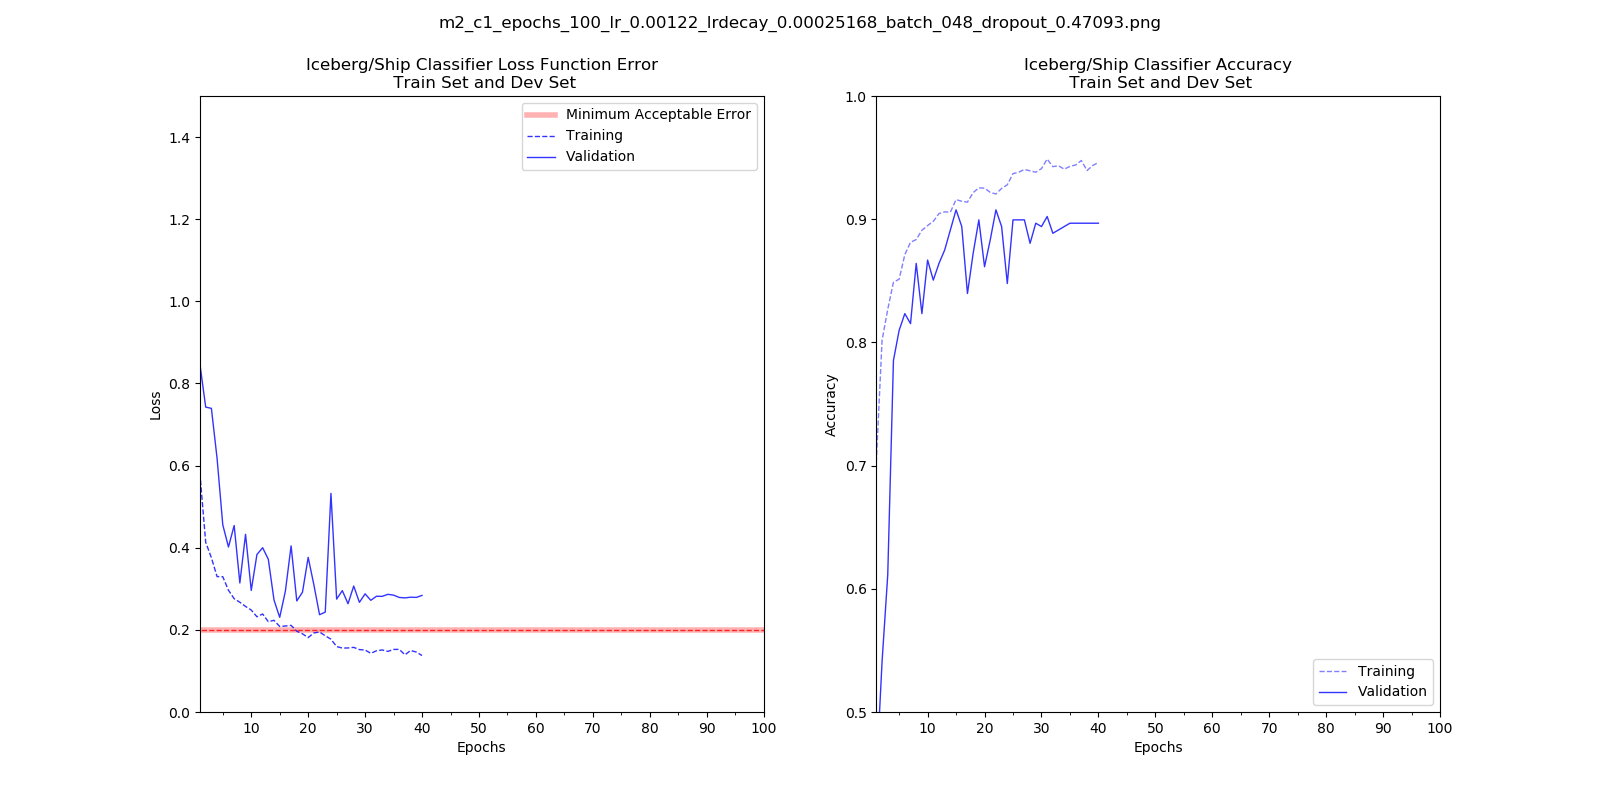 m2_c1_epochs_100_lr_0.00122_lrdecay_0.00025168_batch_048_dropout_0.47093.png
Iceberg/Ship Classifier Loss Function Error
Train Set and Dev Set
1.4
1.2
1.0
0.8
0.6
0.4
0.2
0.0
Loss
Minimum Acceptable Error
Training
Validation
10 20 30 40 50 60 70 80 90 100
Epochs
Iceberg/Ship Classifier Accuracy
Train Set and Dev Set
1.0
0.9
0.8
0.7
0.6
0.5
Accuracy
Training
Validation
10 20 30 40 50 60 70 80 90 100
Epochs